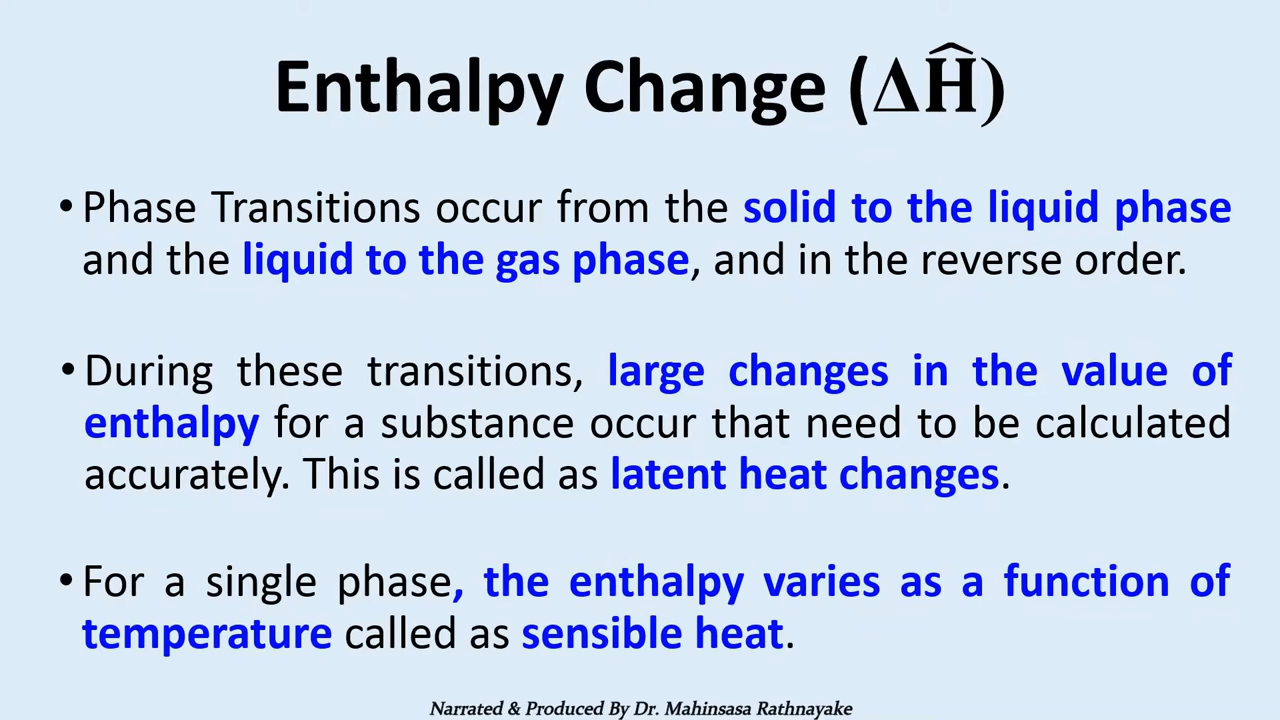 Enthalpy Change (ΔĤ)
• Phase Transitions occur from the solid to the liquid phase
and the liquid to the gas phase, and in the reverse order.
• During these transitions, large changes in the value of
enthalpy for a substance occur that need to be calculated
accurately. This is called as latent heat changes.
• For a single phase, the enthalpy varies as a function of
temperature called as sensible heat.
Narrated & Produced By Dr. Mahinsasa Rathnayake